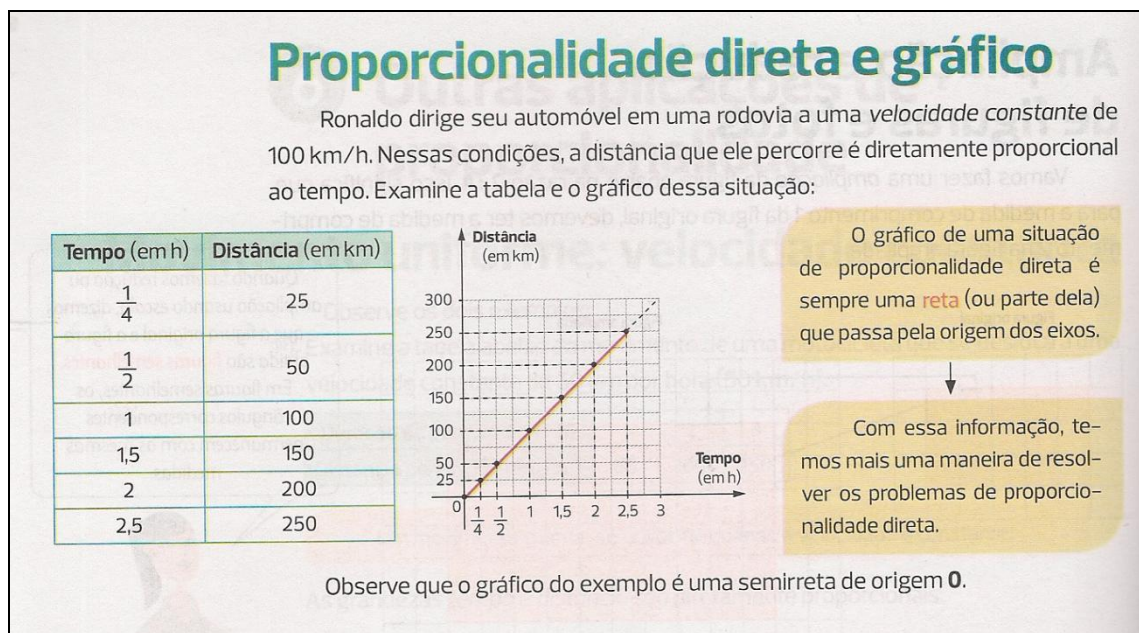 Proporcionalidade direta e gráfico
Ronaldo dirige seu automóvel em uma rodovia a uma velocidade constante de
100 km/h. Nessas condições, a distância que ele percorre é diretamente proporcional
ao tempo. Examine a tabela e o gráfico dessa situação:
Tempo (em h) Distância (em km)
1/4 25
1/2 50
1 100
1,5 150
2 200
2,5 250
Distância
(em km)
300
250
200
150
100
50
25
0 1/4 1/2 1 1,5 2 2,5 3
Tempo
(em h)
O gráfico de uma situação
de proporcionalidade direta é
sempre uma reta (ou parte dela)
que passa pela origem dos eixos.
Com essa informação, te-
mos mais uma maneira de resol-
ver os problemas de proporcio-
nalidade direta.
Observe que o gráfico do exemplo é uma semirreta de origem 0.